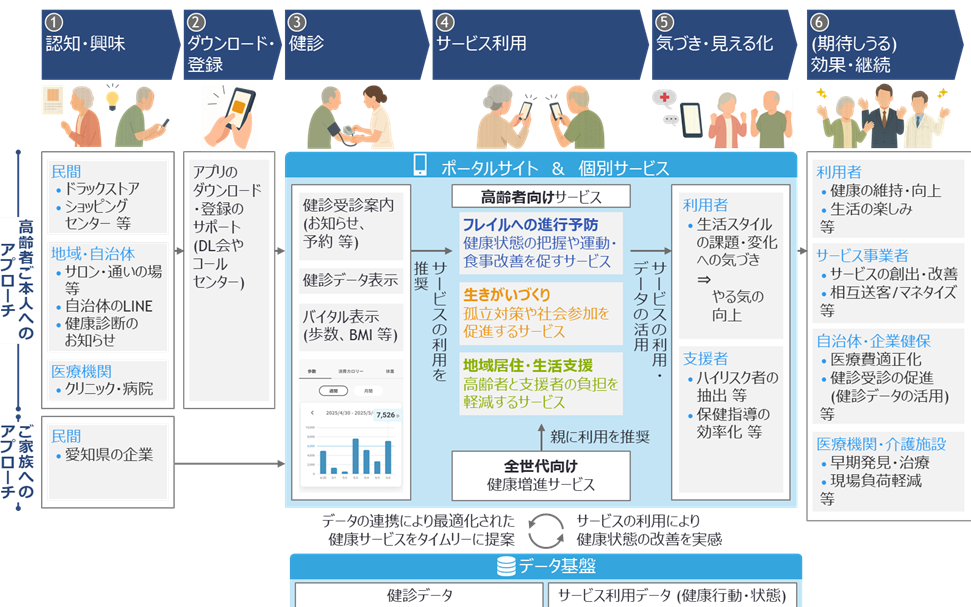 1
認知・興味
2
ダウンロード・
登録
3
健診
4
サービス利用
5
気づき・見える化
6
(期待しうる)
効果・継続
高齢者ご本人への
アプローチ
民間
• ドラックストア
• ショッピング
センター 等
地域・自治体
• サロン・通いの場
等
• 自治体のLINE
• 健康診断の
お知らせ
医療機関
• クリニック・病院
アプリの
ダウンロード
・登録の
サポート
(DL会や
コール
センター)
ポータルサイト & 個別サービス
健診受診案内
(お知らせ、
予約 等)
健診データ表示
バイタル表示
(歩数、BMI 等)
歩数
消費カロリー
体重
週間
月間
2025/4/30 - 2025/5/
7,526
サービスの利用を
推奨
高齢者向けサービス
フレイルへの進行予防
健康状態の把握や運動・
食事改善を促すサービス
生きがいづくり
孤立対策や社会参加を
促進するサービス
地域居住・生活支援
高齢者と支援者の負担を
軽減するサービス
親に利用を推奨
全世代向け
健康増進サービス
サービスの利用・
データの活用
利用者
• 生活スタイル
の課題・変化
への気づき
⇒
やる気の
向上
支援者
• ハイリスク者の
抽出 等
• 保健指導の
効率化 等
利用者
• 健康の維持・向上
• 生活の楽しみ
等
サービス事業者
• サービスの創出・改善
• 相互送客/マネタイズ
等
自治体・企業健保
• 医療費適正化
• 健診受診の促進
(健診データの活用)
等
医療機関・介護施設
• 早期発見・治療
• 現場負荷軽減
等
ご家族への
アプローチ
民間
• 愛知県の企業
データの連携により最適化された
健康サービスをタイムリーに提案
サービスの利用により
健康状態の改善を実感
データ基盤
健診データ
サービス利用データ (健康行動・状態)